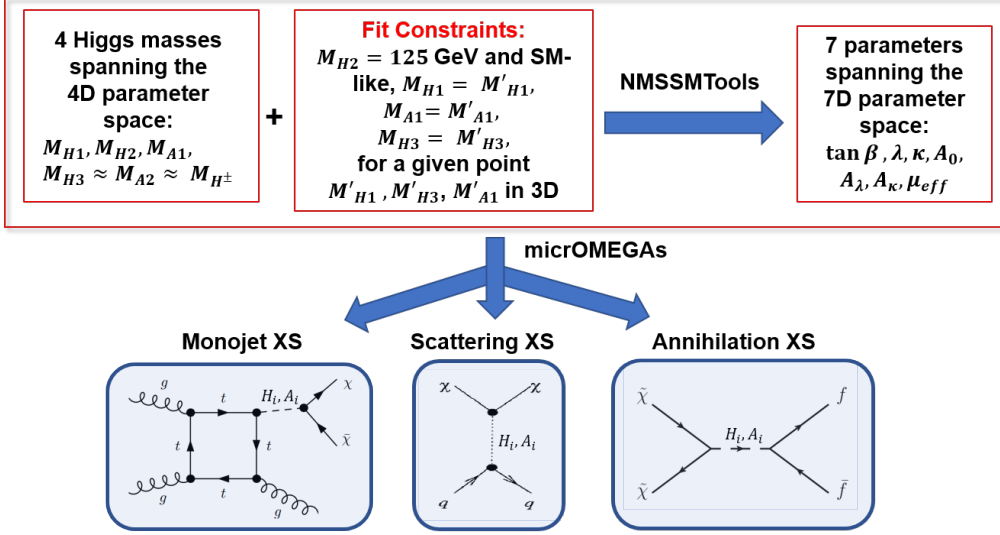 4 Higgs masses
spanning the
4D parameter
space:
M_{H1}, M_{H2}, M_{A1},
M_{H3} ≈ M_{A2} ≈ M_{H^±}
+
Fit Constraints:
M_{H2} = 125 GeV and SM-
like, M_{H1} = M'_{H1},
M_{A1} = M'_{A1},
M_{H3} = M'_{H3},
for a given point
M'_{H1}, M'_{H3}, M'_{A1} in 3D
NMSSMTools
7 parameters
spanning the
7D parameter
space:
tan β, λ, κ, A_0,
A_λ, A_κ, μ_{eff}
micrOMEGAs
Monojet XS
g
t
H_i, A_i
χ
t
t
χ̄
g
t
g
Scattering XS
χ χ
H_i, A_i
q q
Annihilation XS
χ̃
f
H_i, A_i
χ̃
f̄